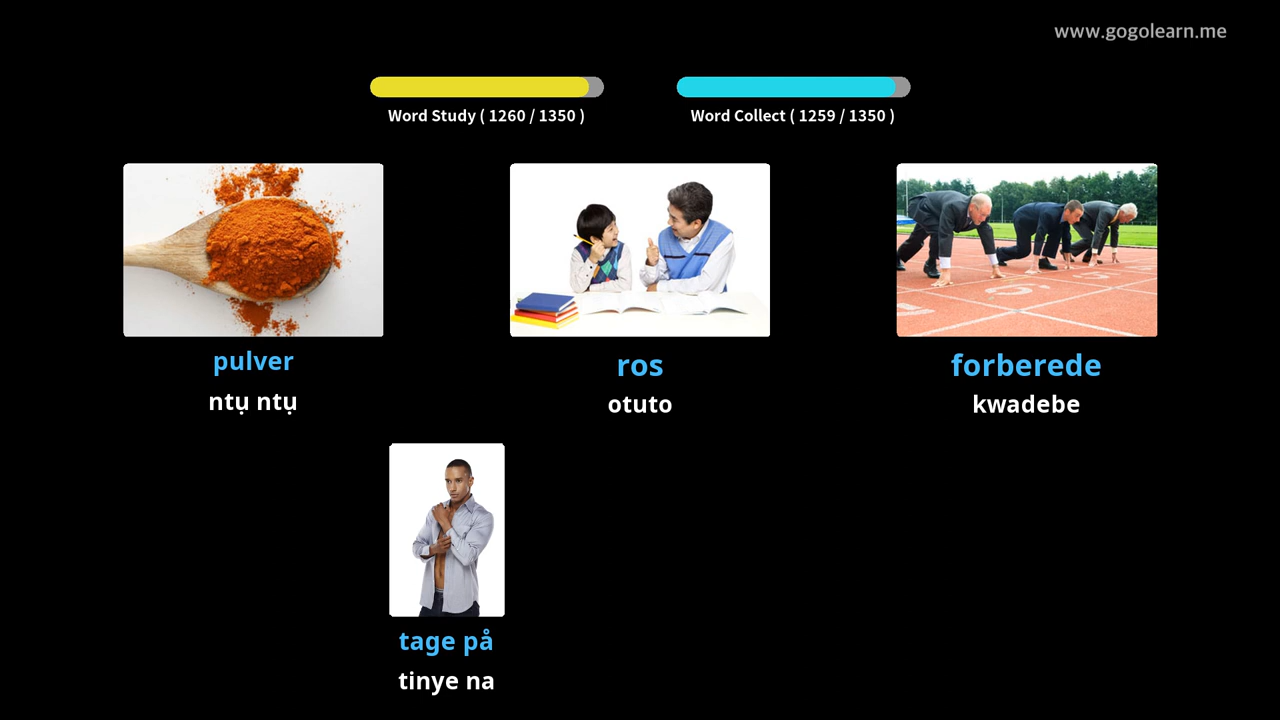 www.gogolearn.me
Word Study ( 1260 / 1350 )
Word Collect ( 1259 / 1350 )
pulver
ntụ ntụ
ros
otuto
forberede
kwadebe
tage på
tinye na